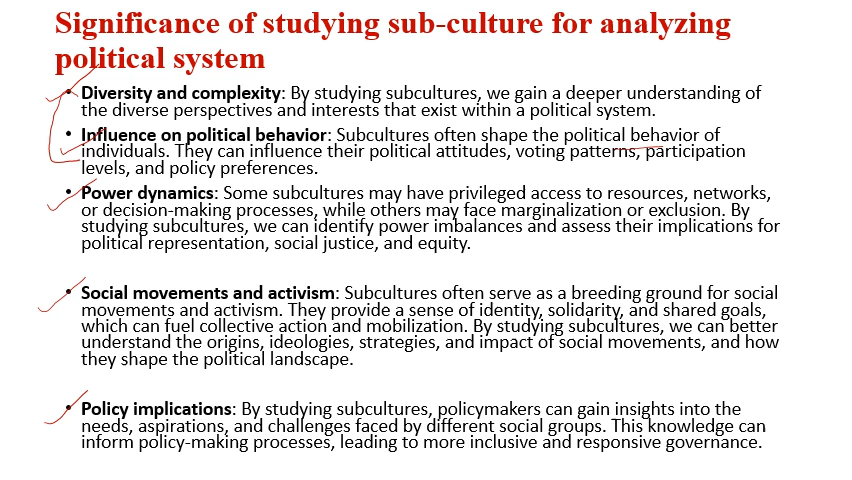 Significance of studying sub-culture for analyzing
political system
• Diversity and complexity: By studying subcultures, we gain a deeper understanding of
the diverse perspectives and interests that exist within a political system.
• Influence on political behavior: Subcultures often shape the political behavior of
individuals. They can influence their political attitudes, voting patterns, participation
levels, and policy preferences.
• Power dynamics: Some subcultures may have privileged access to resources, networks,
or decision-making processes, while others may face marginalization or exclusion. By
studying subcultures, we can identify power imbalances and assess their implications for
political representation, social justice, and equity.
• Social movements and activism: Subcultures often serve as a breeding ground for social
movements and activism. They provide a sense of identity, solidarity, and shared goals,
which can fuel collective action and mobilization. By studying subcultures, we can better
understand the origins, ideologies, strategies, and impact of social movements, and how
they shape the political landscape.
• Policy implications: By studying subcultures, policymakers can gain insights into the
needs, aspirations, and challenges faced by different social groups. This knowledge can
inform policy-making processes, leading to more inclusive and responsive governance.